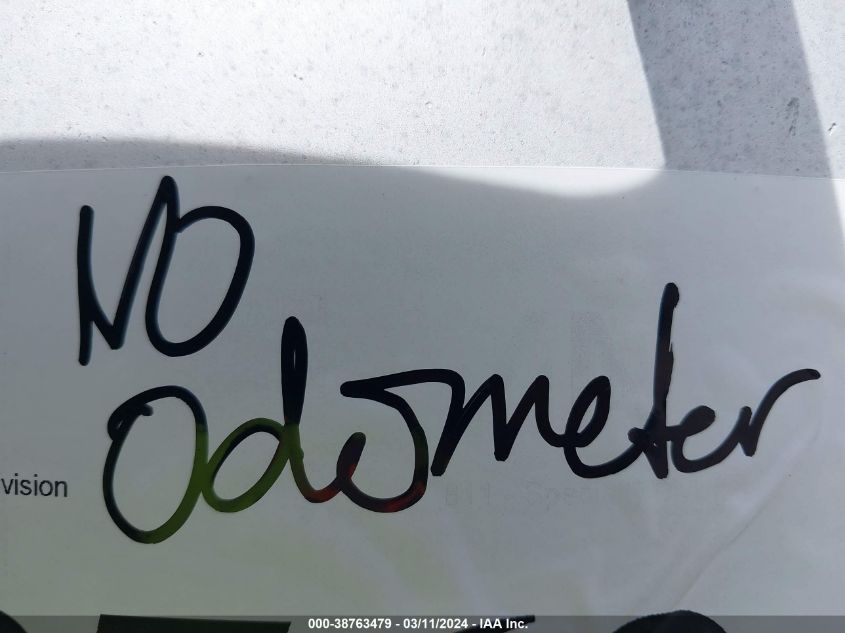 NO
Odometer
vision
000-38763479 - 03/11/2024 - IAA Inc.